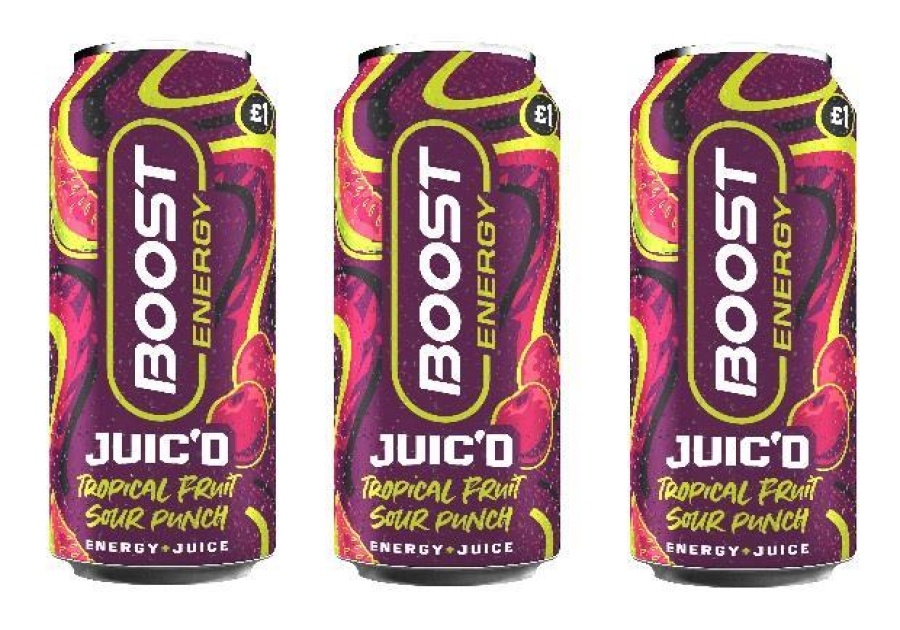 £1
BOOST
ENERGY
JUIC'D
TROPICAL FRUIT
SOUR PUNCH
ENERGY+JUICE
£1
BOOST
ENERGY
JUIC'D
TROPICAL FRUIT
SOUR PUNCH
ENERGY+JUICE
£1
BOOST
ENERGY
JUIC'D
TROPICAL FRUIT
SOUR PUNCH
ENERGY+JUICE